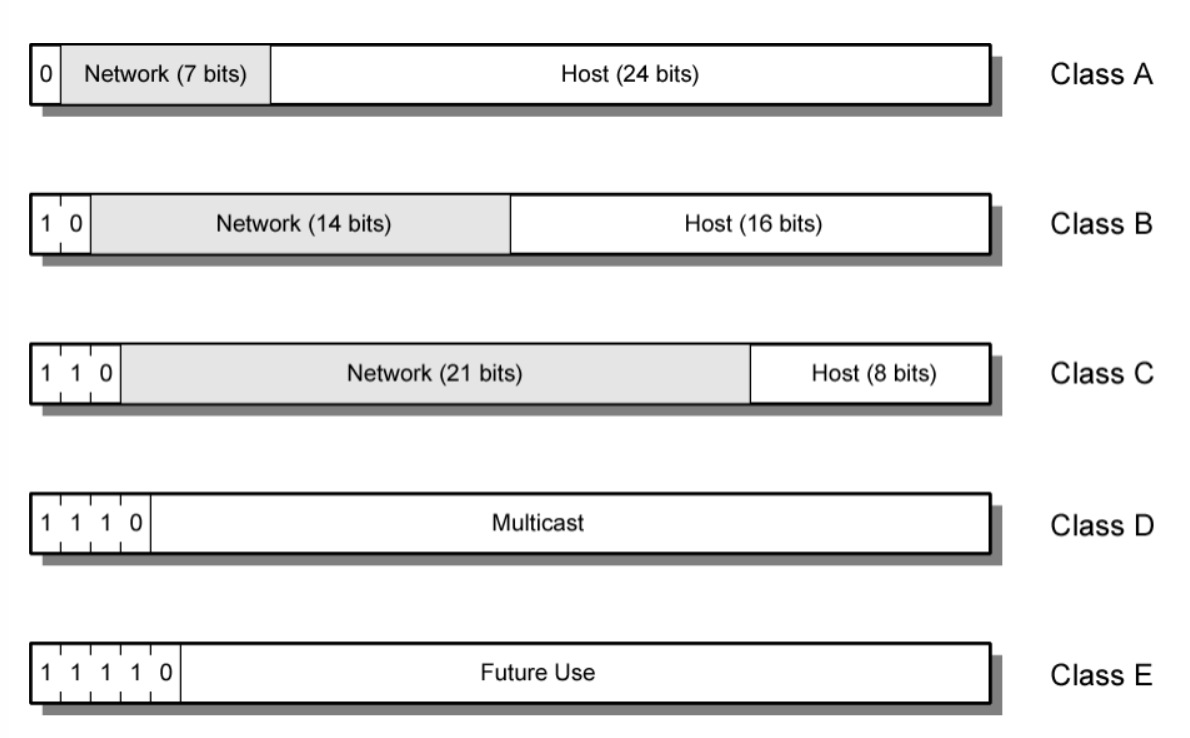 0 Network (7 bits) Host (24 bits) Class A
1 0 Network (14 bits) Host (16 bits) Class B
1 1 0 Network (21 bits) Host (8 bits) Class C
1 1 1 0 Multicast Class D
1 1 1 1 0 Future Use Class E